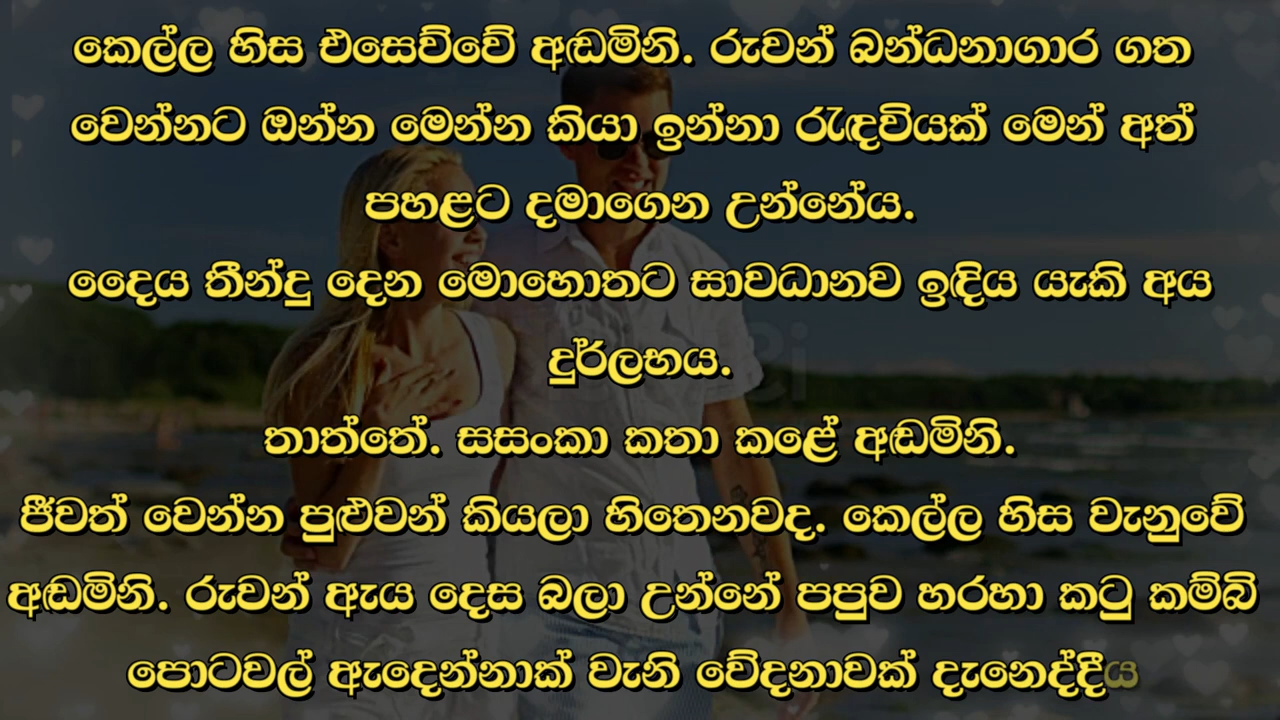 කෙල්ල හිස එසෙව්වේ අඬමිනි. රුවන් බන්ධනාගාර ගත
වෙන්නට ඔන්න මෙන්න කියා ඉන්නා රැඳවියක් මෙන් අත්
පහළට දමාගෙන උන්නේය.
දෛය තීන්දු දෙන මොහොතට සාවධානව ඉඳිය යැකි අය
දුර්ලභය.
තාත්තේ. සසංකා කතා කළේ අඬමිනි.
ජීවත් වෙන්න පුළුවන් කියලා හිතෙනවද. කෙල්ල හිස වැනුවේ
අඬමිනි. රුවන් ඇය දෙස බලා උන්නේ පපුව හරහා කටු කම්බි
පොටවල් ඇදෙන්නාක් වැනි වේදනාවක් දැනෙද්දීය